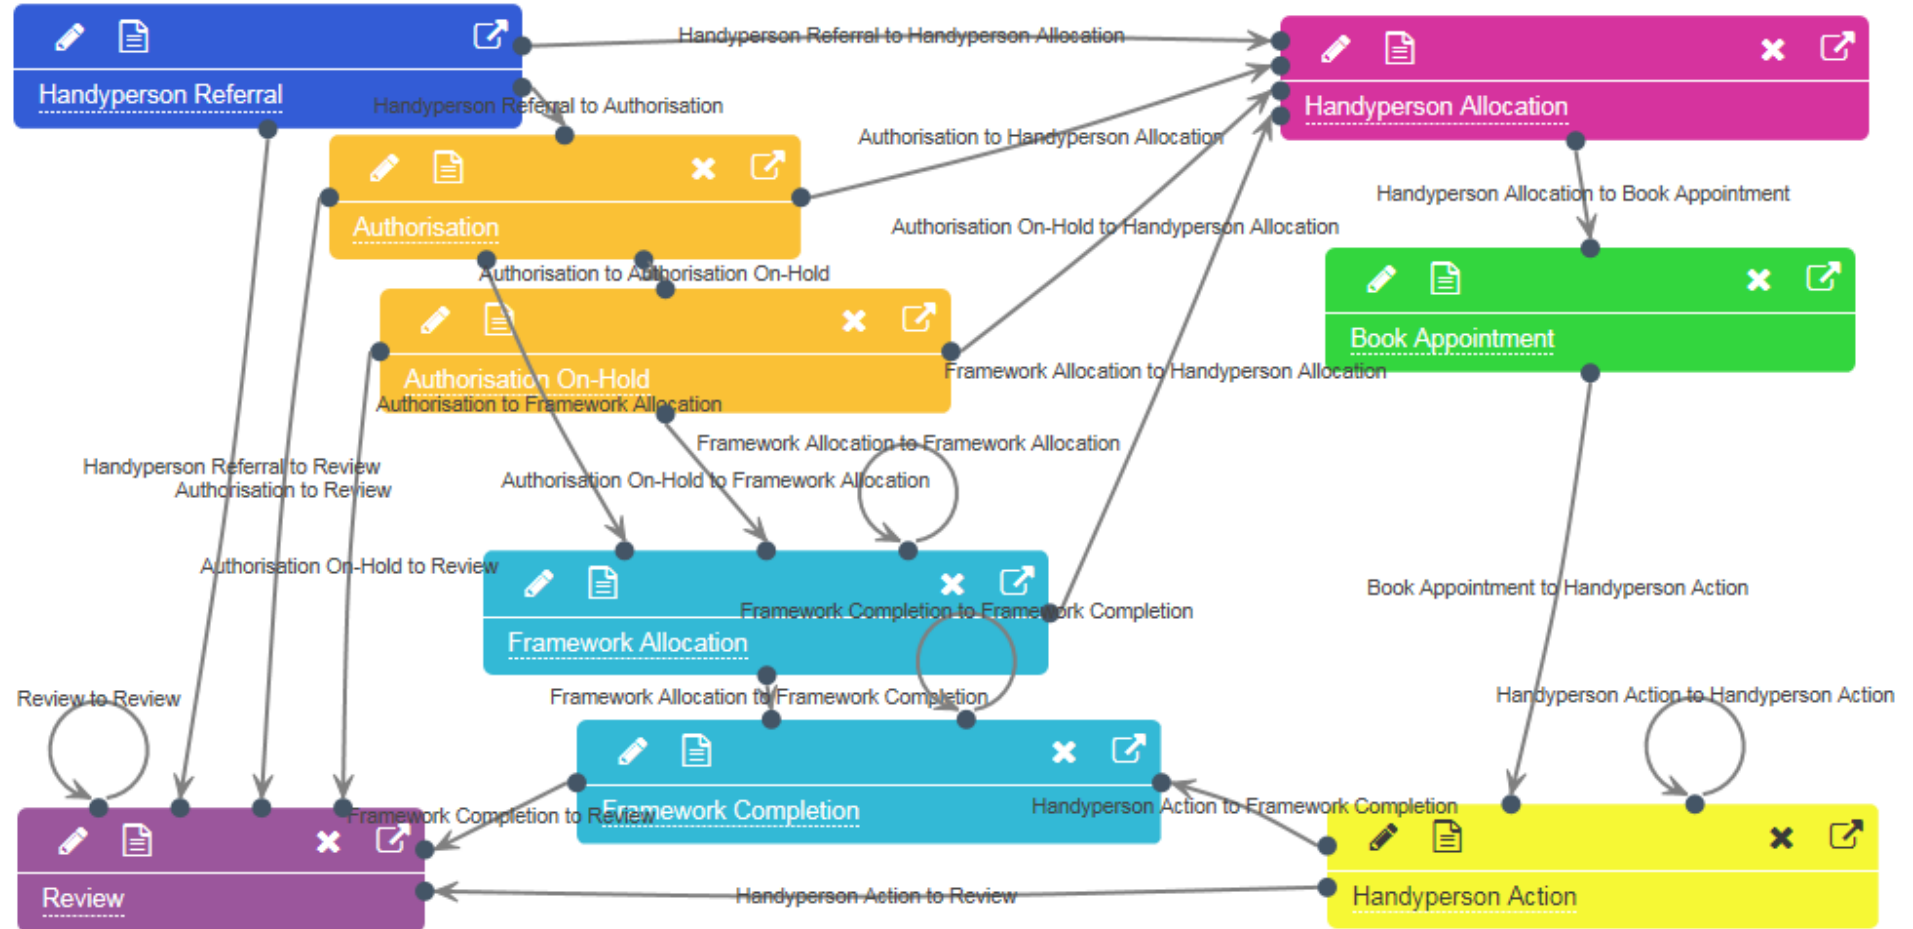 Handyperson Referral to Handyperson Allocation
Handyperson Referral
Handyperson Allocation
Handyperson Referral to Authorisation
Authorisation to Handyperson Allocation
Handyperson Allocation to Book Appointment
Authorisation
Authorisation On-Hold to Handyperson Allocation
Authorisation to Authorisation On-Hold
Book Appointment
Framework Allocation to Handyperson Allocation
Authorisation On-Hold
Authorisation to Framework Allocation
Framework Allocation to Framework Allocation
Handyperson Referral to Review
Authorisation On-Hold to Framework Allocation
Authorisation to Review
Authorisation On-Hold to Review
Book Appointment to Handyperson Action
Framework Completion to Framework Completion
Framework Allocation
Review to Review
Framework Allocation to Framework Completion
Handyperson Action to Handyperson Action
Framework Completion to Review
Framework Completion
Handyperson Action to Framework Completion
Review
Handyperson Action to Review
Handyperson Action